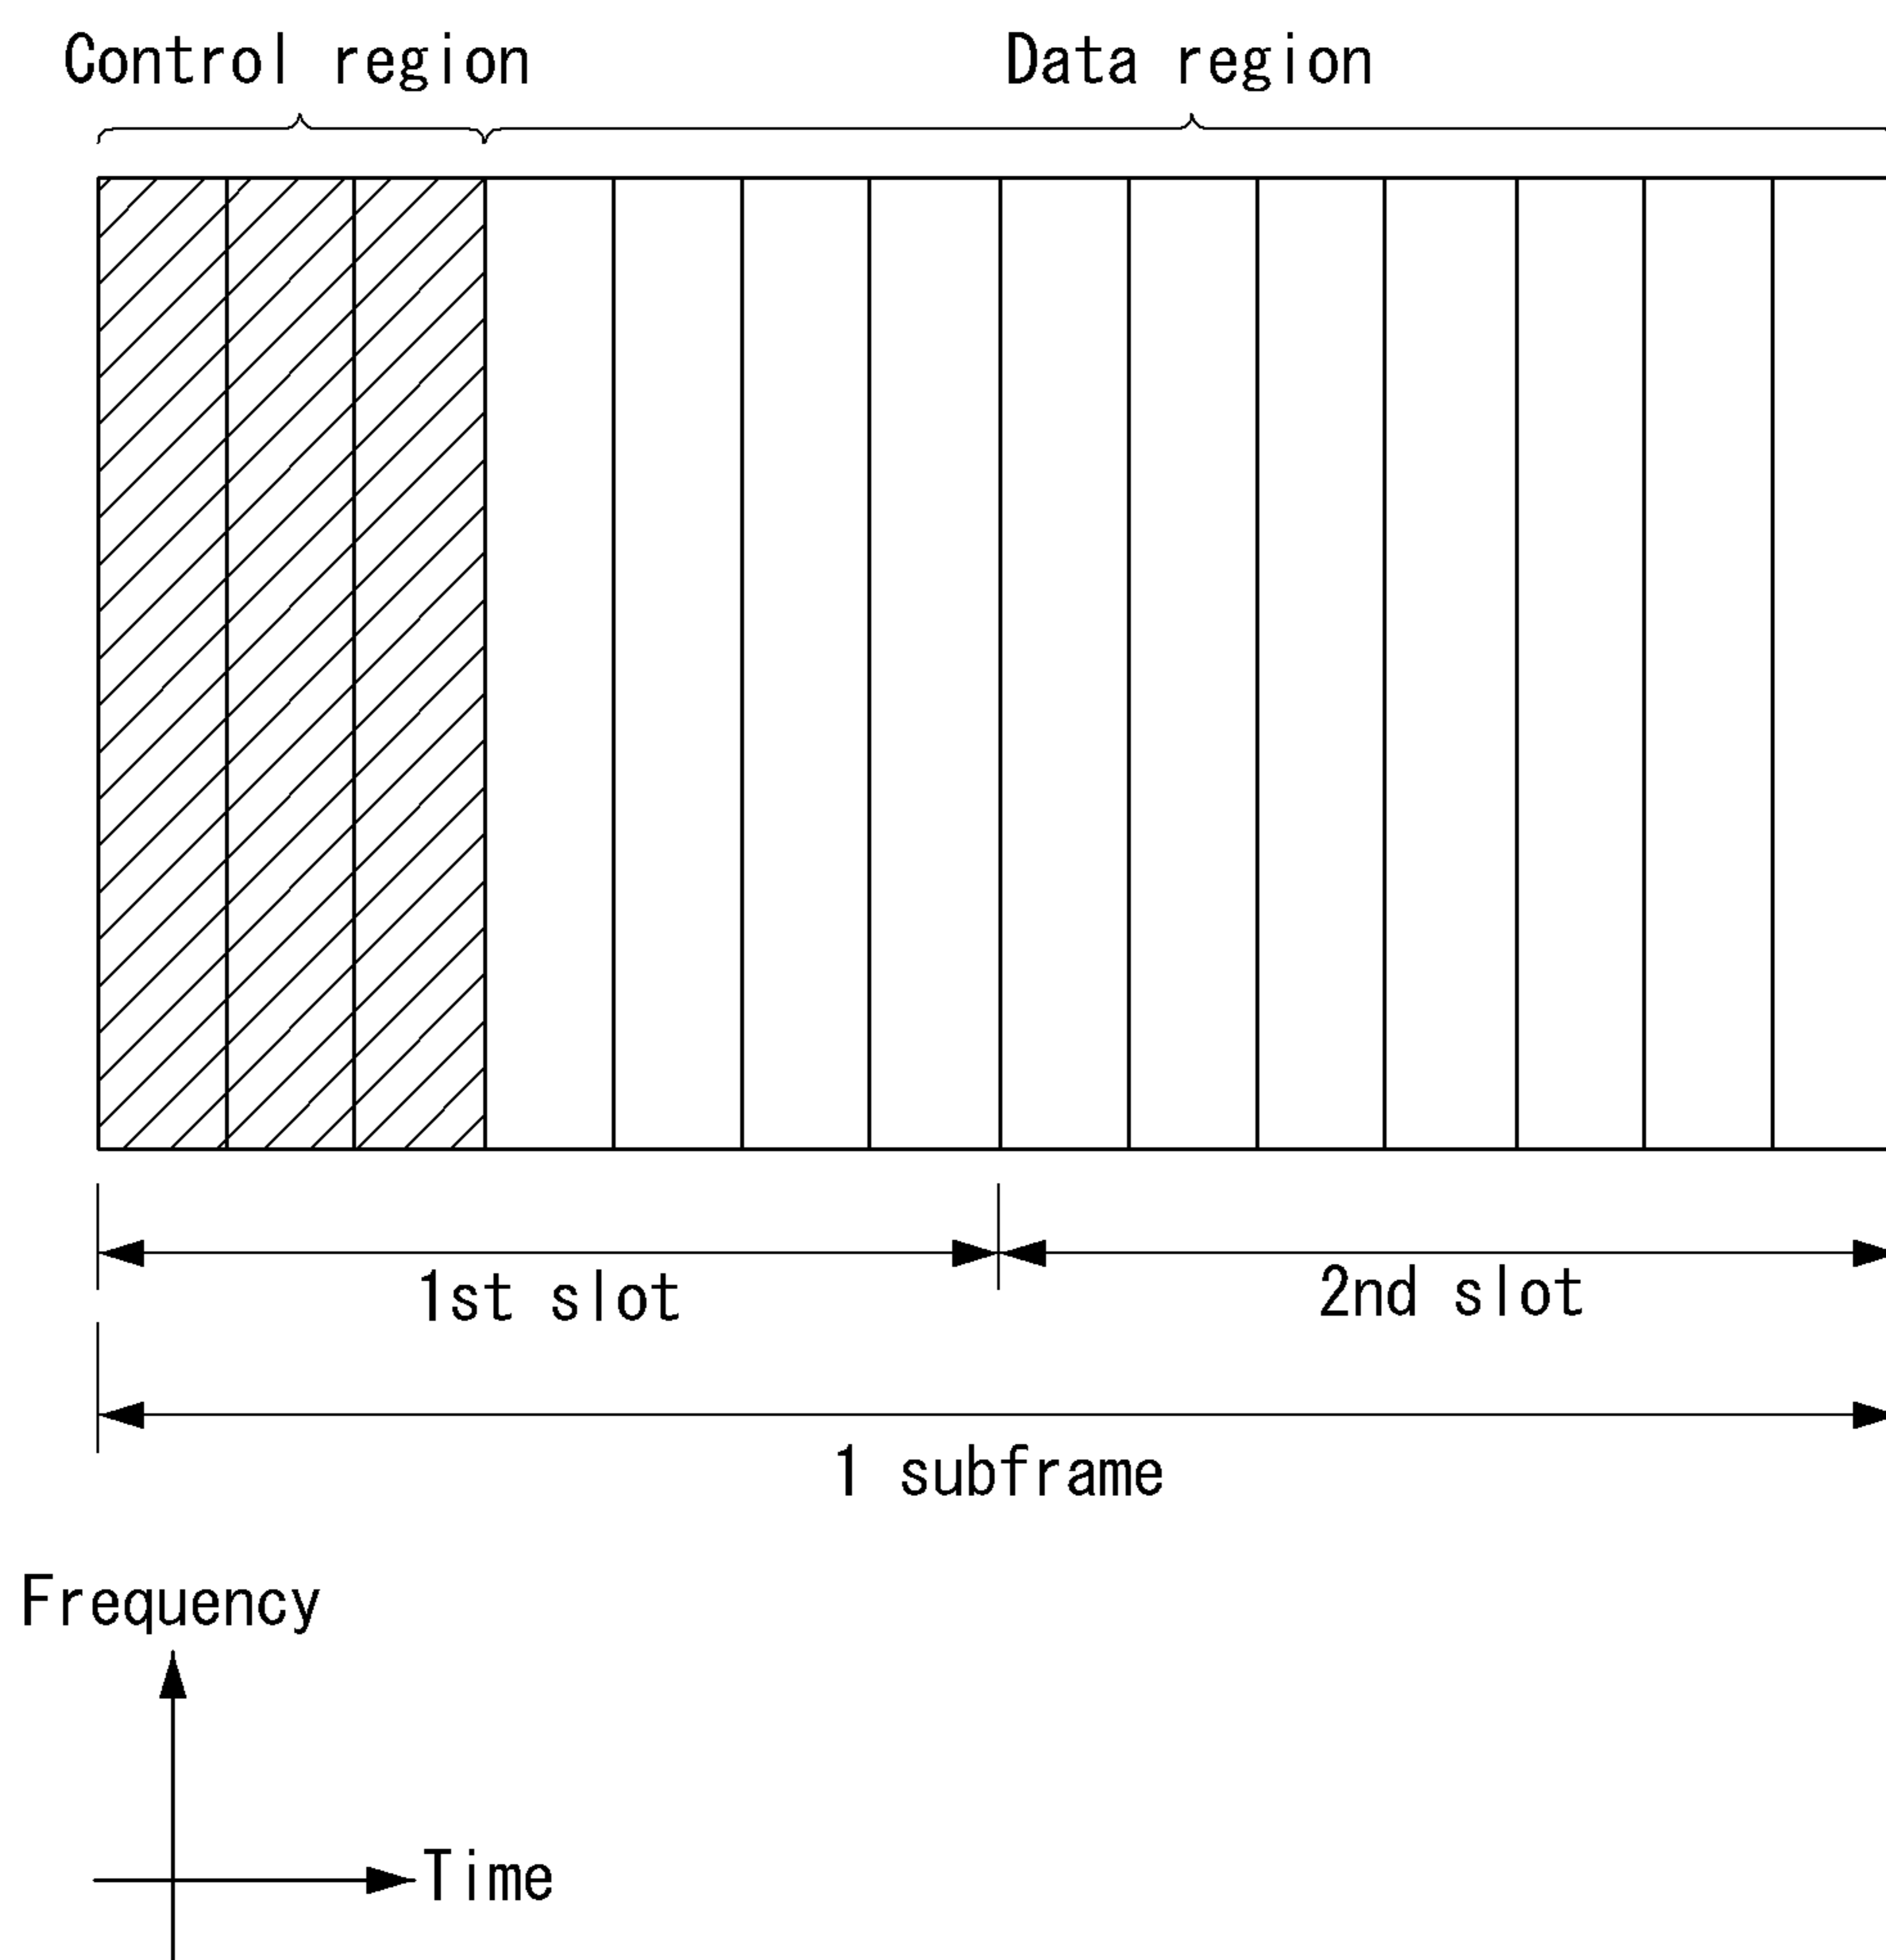 Control region
Data region
1st slot
2nd slot
1 subframe
Frequency
Time